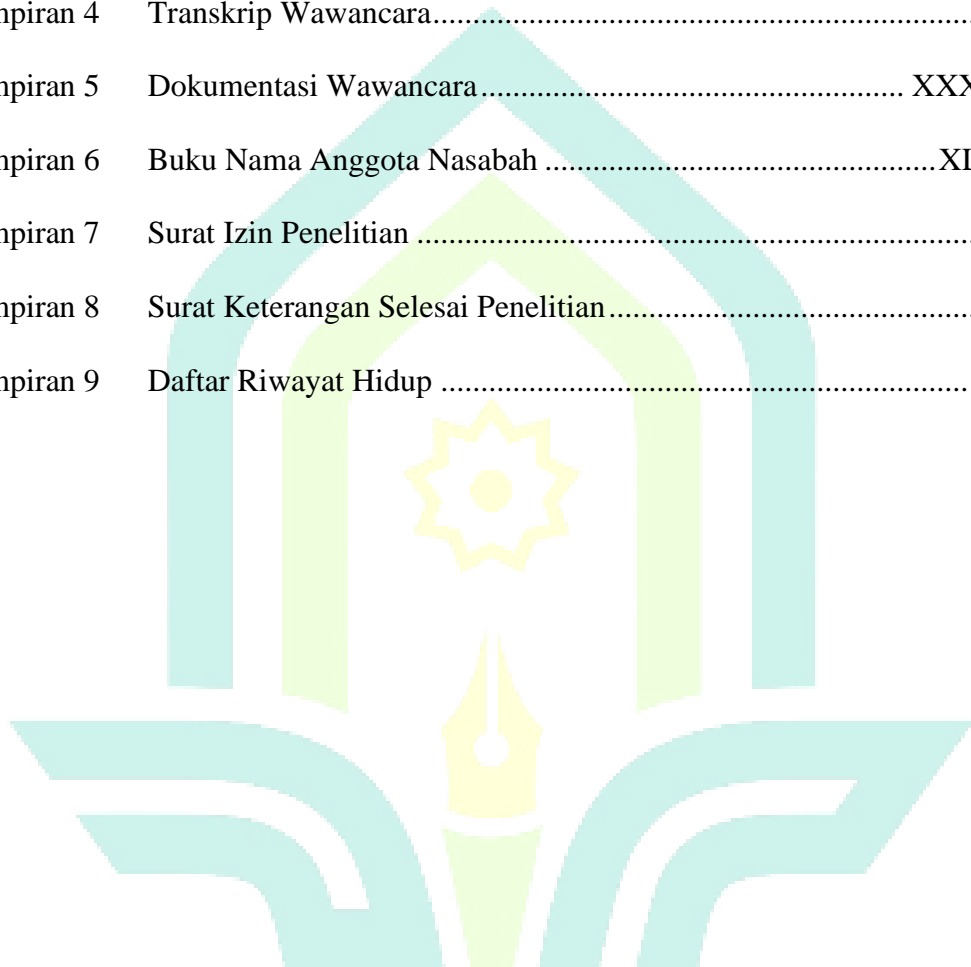 npiran 4 Transkrip Wawancara..................................................................
npiran 5 Dokumentasi Wawancara.................................................... XXX
npiran 6 Buku Nama Anggota Nasabah ................................................XI
npiran 7 Surat Izin Penelitian ....................................................................
npiran 8 Surat Keterangan Selesai Penelitian.............................................
npiran 9 Daftar Riwayat Hidup .................................................................